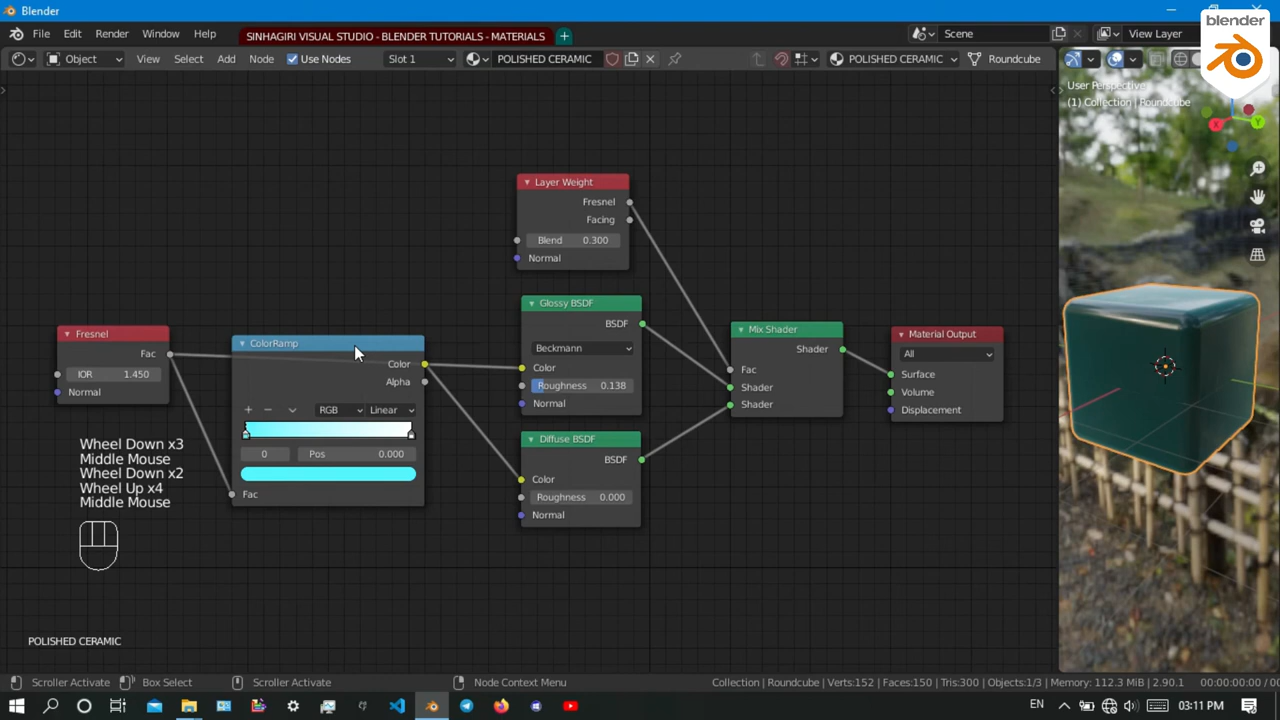 Blender
blender
File Edit Render Window Help SINHAGIRI VISUAL STUDIO - BLENDER TUTORIALS - MATERIALS Scene View Layer
Object View Select Add Node Use Nodes Slot 1 POLISHED CERAMIC POLISHED CERAMIC Roundcube
User Perspective
(1) Collection | Roundcube
X Y
Layer Weight
Fresnel
Facing
Blend 0.300
Normal
Glossy BSDF
BSDF
Beckmann
Color
Roughness 0.138
Normal
Diffuse BSDF
BSDF
Color
Roughness 0.000
Normal
Fresnel
Fac
IOR 1.450
Normal
ColorRamp
Color
Alpha
RGB Linear
0 Pos 0.000
Fac
Mix Shader
Shader
Fac
Shader
Shader
Material Output
All
Surface
Volume
Displacement
Wheel Down x3
Middle Mouse
Wheel Down x2
Wheel Up x4
Middle Mouse
POLISHED CERAMIC
Scroller Activate Box Select Scroller Activate Node Context Menu Collection | Roundcube | Verts:152 | Faces:150 | Tris:300 | Objects:1/3 | Memory: 112.3 MiB | 2.90.1 00:00:00:00 / 00
EN 03:11 PM